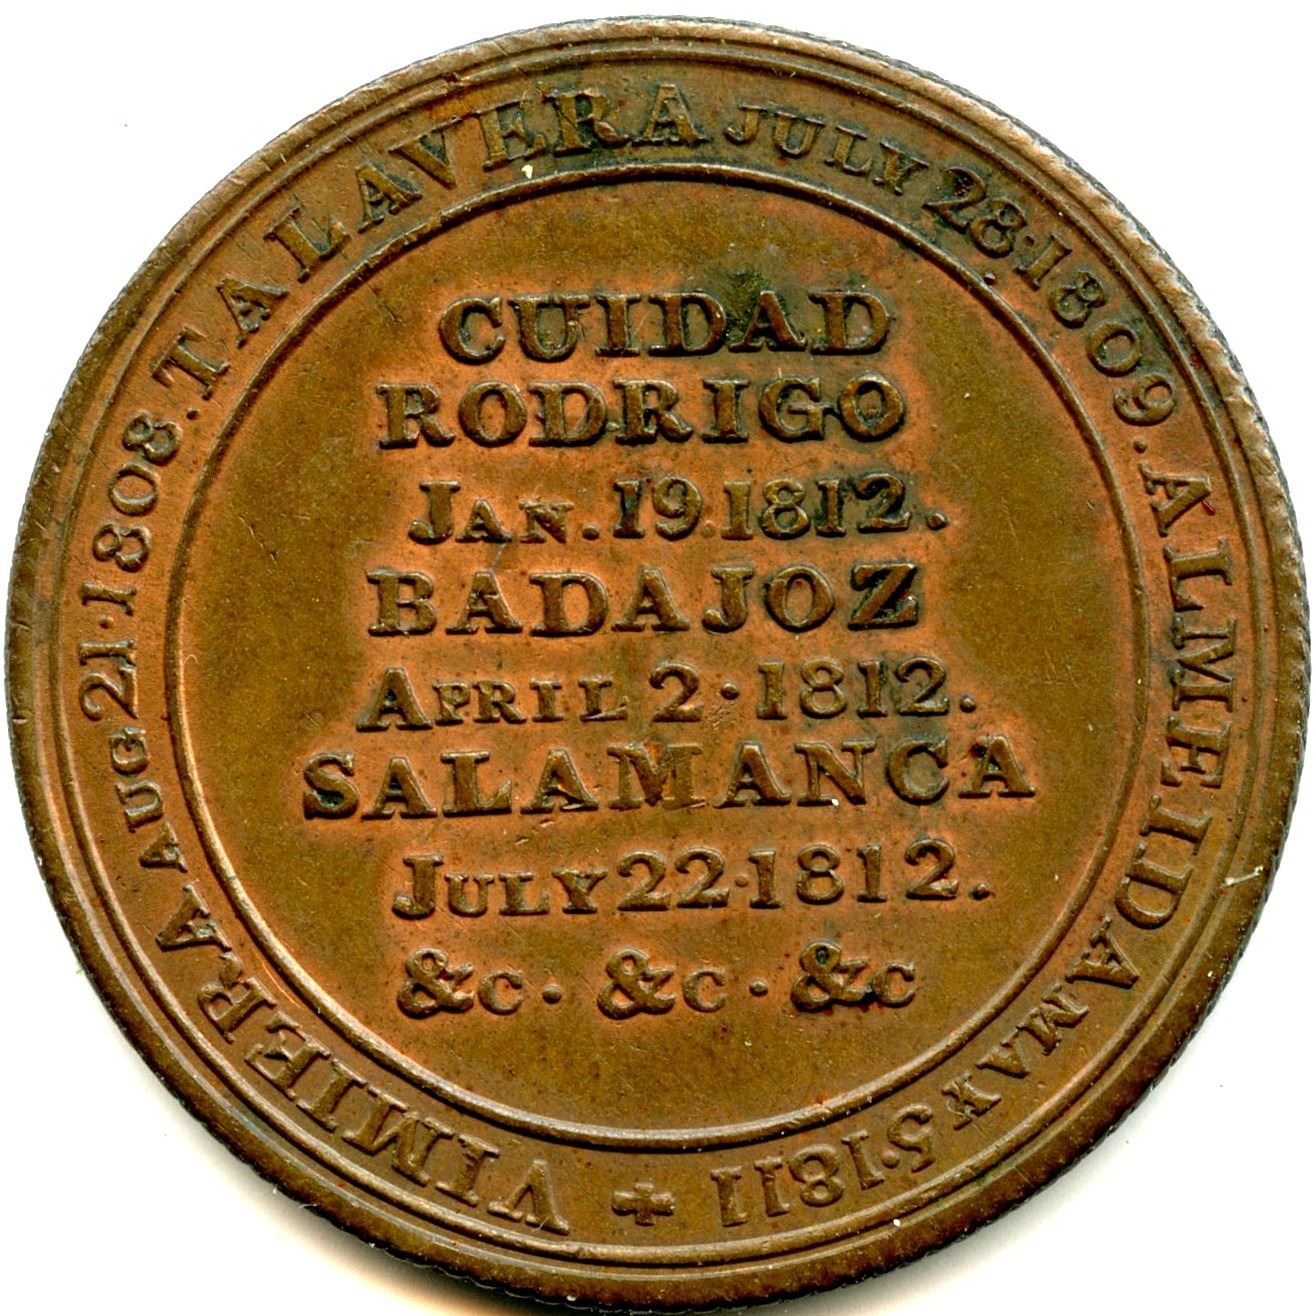 VIMIERA AUG 21·1808. TALAVERA JULY 28·1809. ALMEIDA MAY 5·1811
CUIDAD
RODRIGO
JAN. 19.1812.
BADAJOZ
APRIL 2·1812.
SALAMANCA
JULY 22·1812.
&C· &C· &C